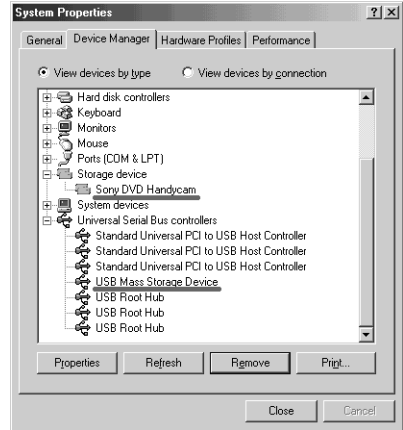 System Properties
General Device Manager Hardware Profiles Performance
View devices by type View devices by connection
Hard disk controllers
Keyboard
Monitors
Mouse
Ports (COM & LPT)
Storage device
Sony DVD Handycam
System devices
Universal Serial Bus controllers
Standard Universal PCI to USB Host Controller
Standard Universal PCI to USB Host Controller
Standard Universal PCI to USB Host Controller
USB Mass Storage Device
USB Root Hub
USB Root Hub
USB Root Hub
Properties Refresh Remove Print...
Close Cancel